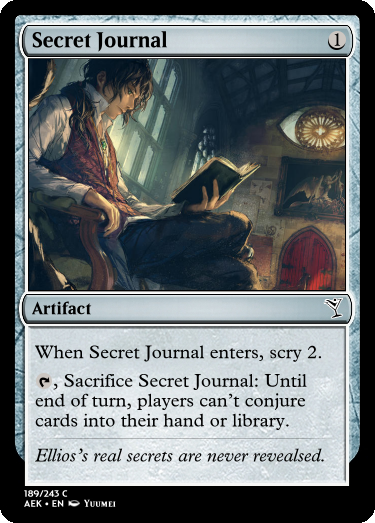 Secret Journal 1
Artifact
When Secret Journal enters, scry 2.
, Sacrifice Secret Journal: Until
end of turn, players can't conjure
cards into their hand or library.
Ellios's real secrets are never revealsed.
189/243 C
AEK • EN Yuumei